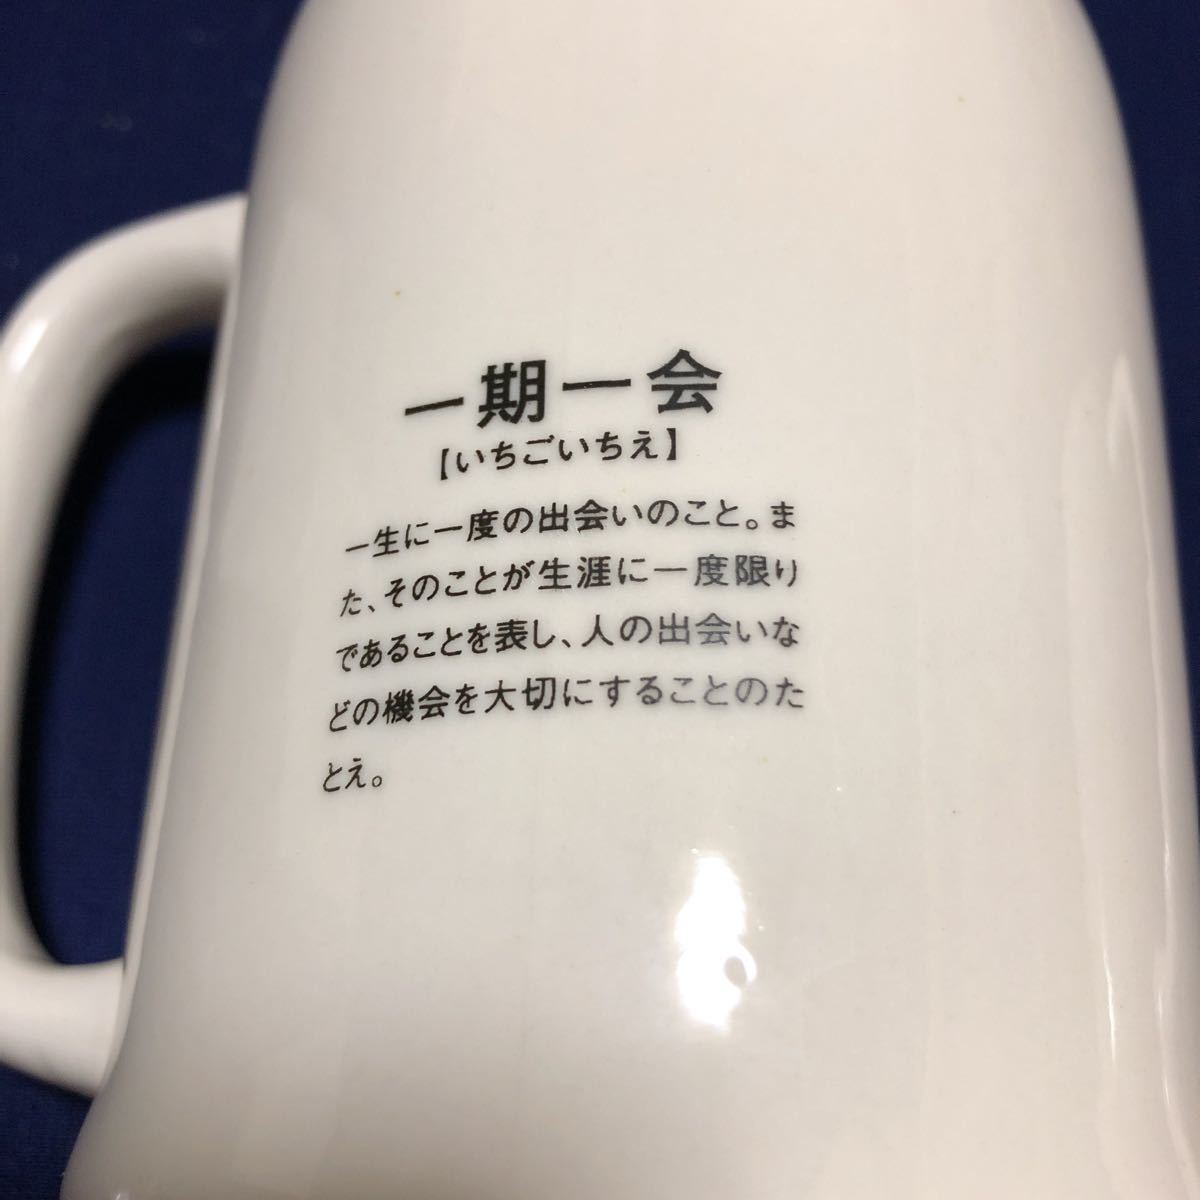 一期一会
【いちごいちえ】
一生に一度の出会いのこと。ま
た、そのことが生涯に一度限り
であることを表し、人の出会いな
どの機会を大切にすることのた
とえ。